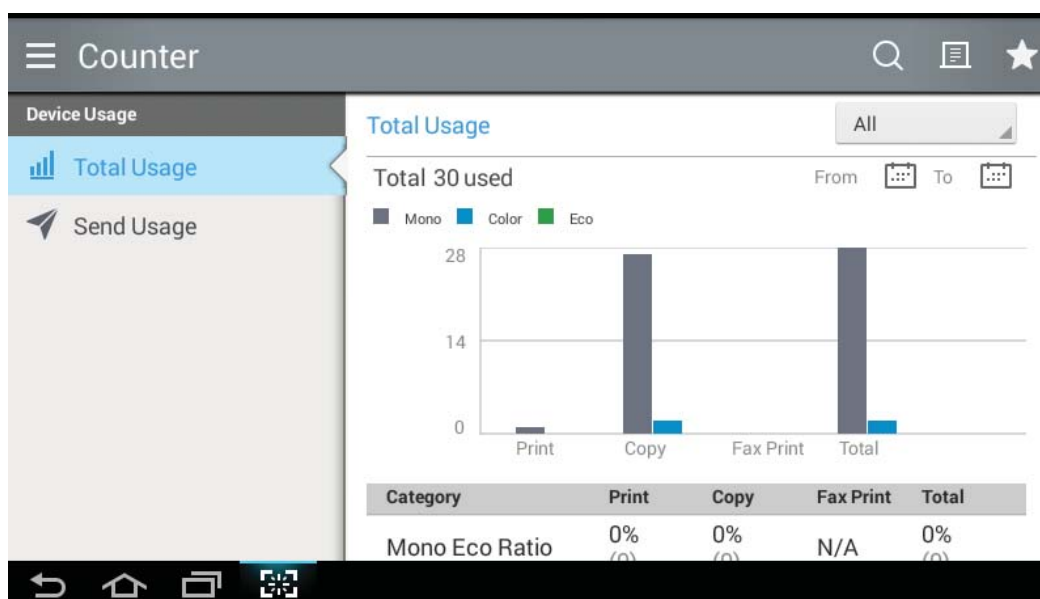 Counter
Device Usage
Total Usage
Send Usage
Total Usage
All
Total 30 used
From To
Mono Color Eco
28
14
0
Print Copy Fax Print Total
Category Print Copy Fax Print Total
Mono Eco Ratio 0% 0% N/A 0%